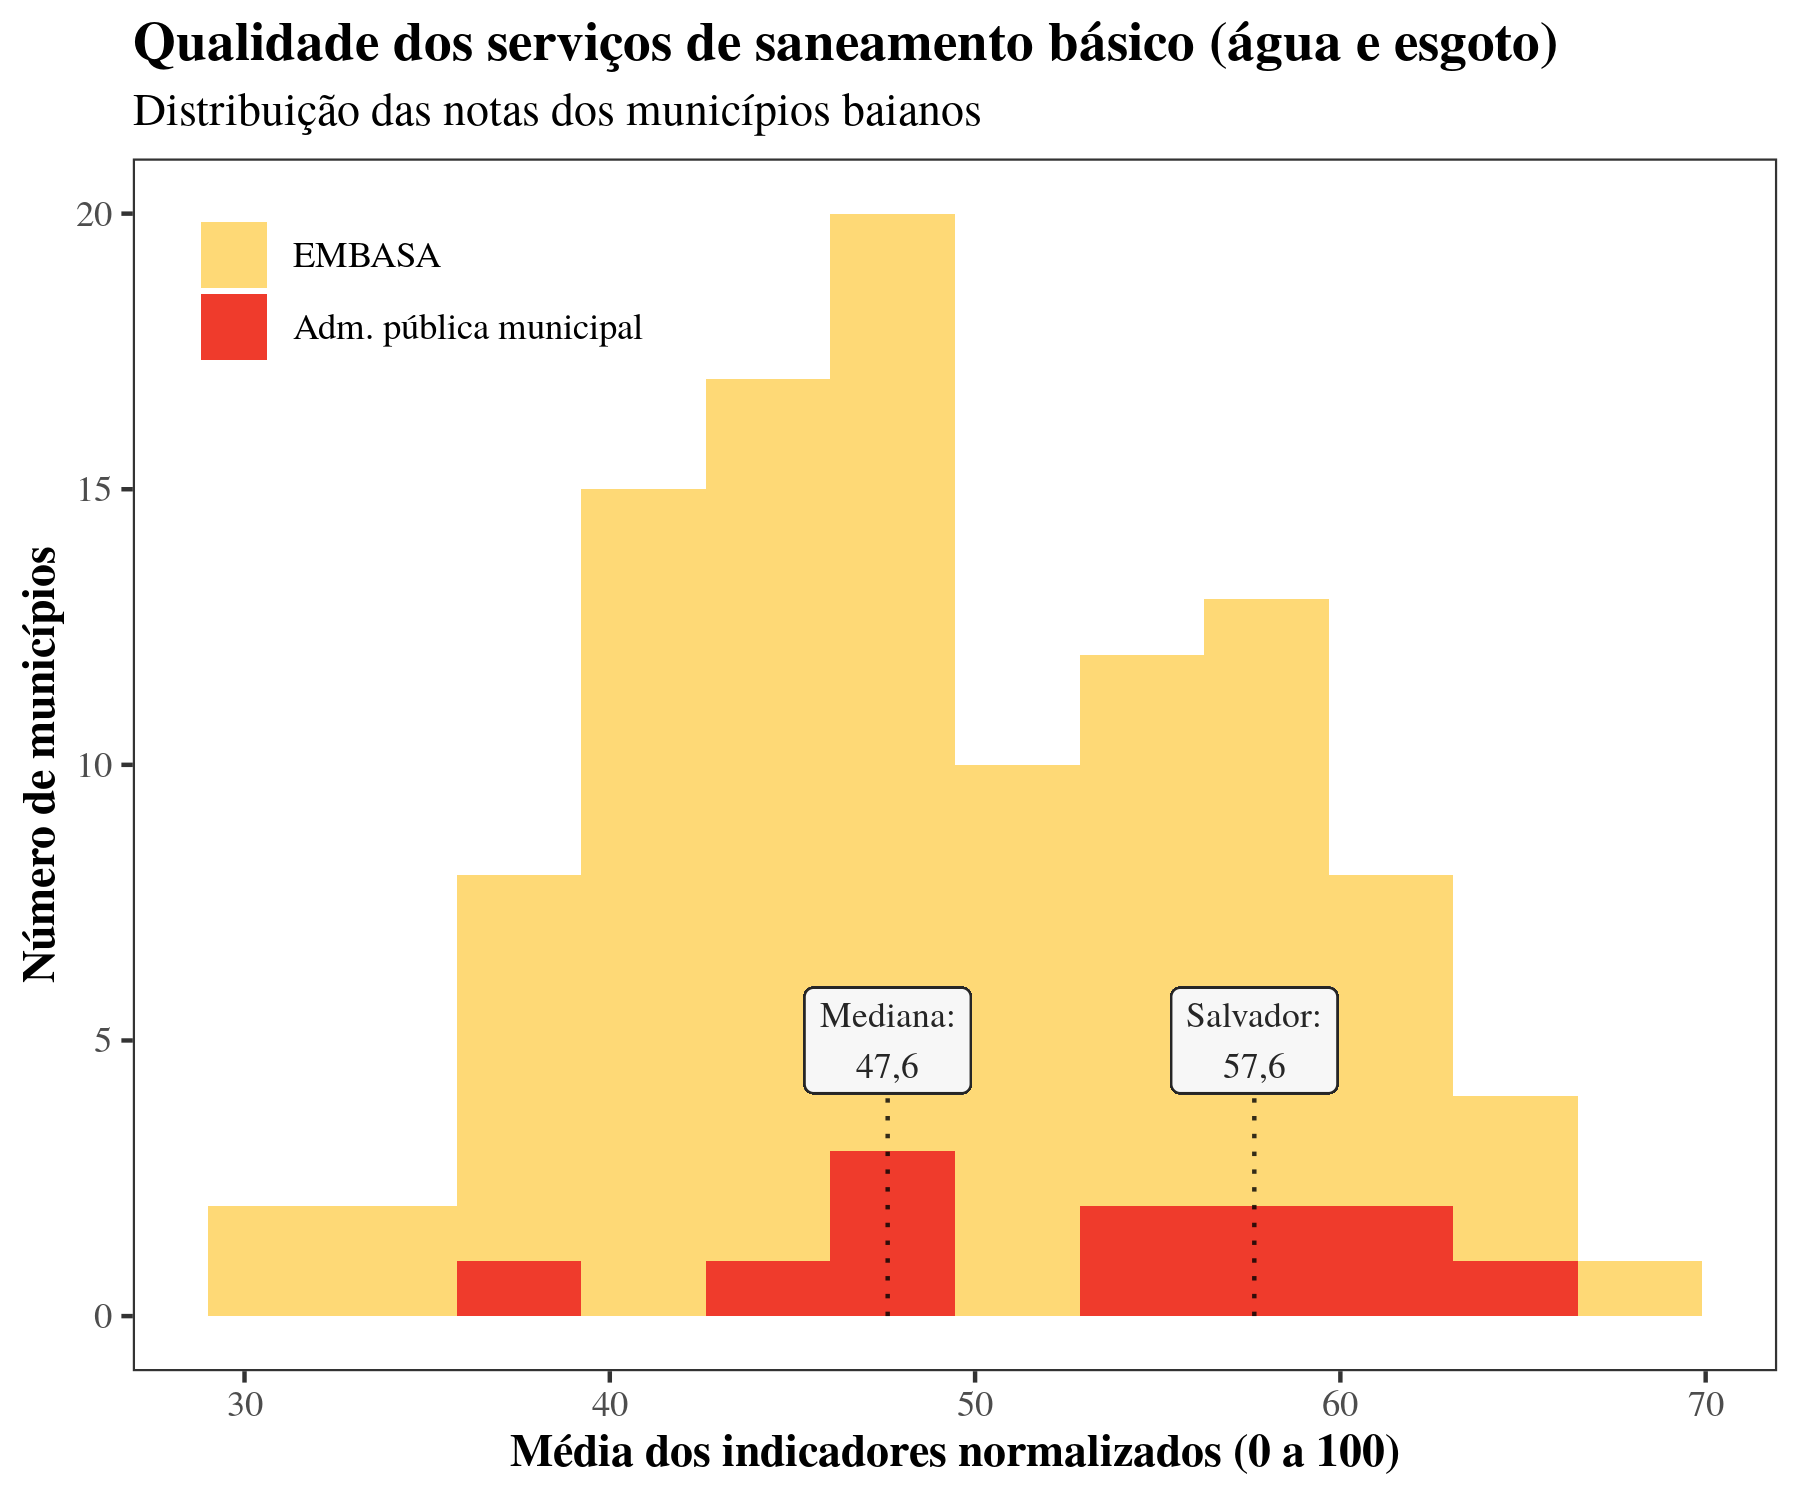 Qualidade dos serviços de saneamento básico (água e esgoto)
Distribuição das notas dos municípios baianos
EMBASA
Adm. pública municipal
Número de municípios
20
15
10
5
0
Mediana:
47,6
Salvador:
57,6
30
40
50
60
70
Média dos indicadores normalizados (0 a 100)